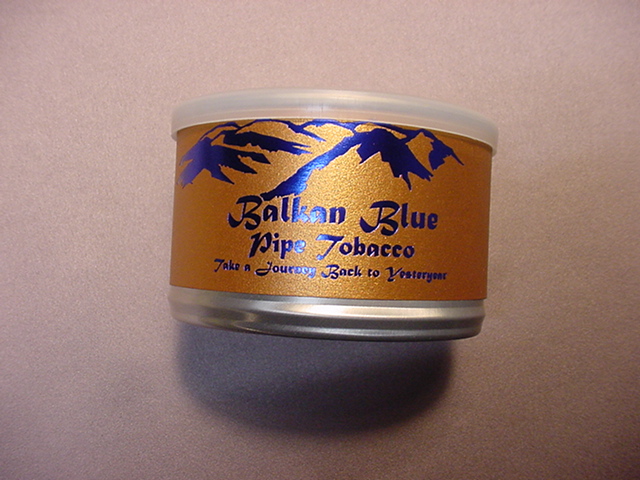 Balkan Blue
Pipe Tobacco
Take a Journey Back to Yesteryear